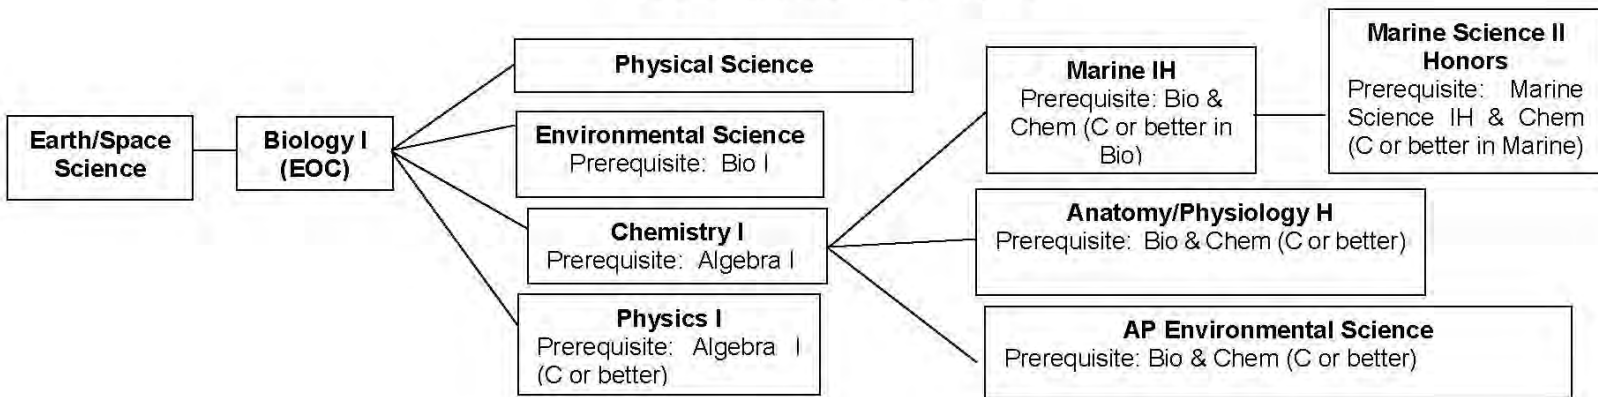 Earth/Space
Science
Biology I
(EOC)
Physical Science
Environmental Science
Prerequisite: Bio I
Chemistry I
Prerequisite: Algebra I
Physics I
Prerequisite: Algebra I
(C or better)
Marine IH
Prerequisite: Bio &
Chem (C or better in
Bio)
Marine Science II
Honors
Prerequisite: Marine
Science IH & Chem
(C or better in Marine)
Anatomy/Physiology H
Prerequisite: Bio & Chem (C or better)
AP Environmental Science
Prerequisite: Bio & Chem (C or better)